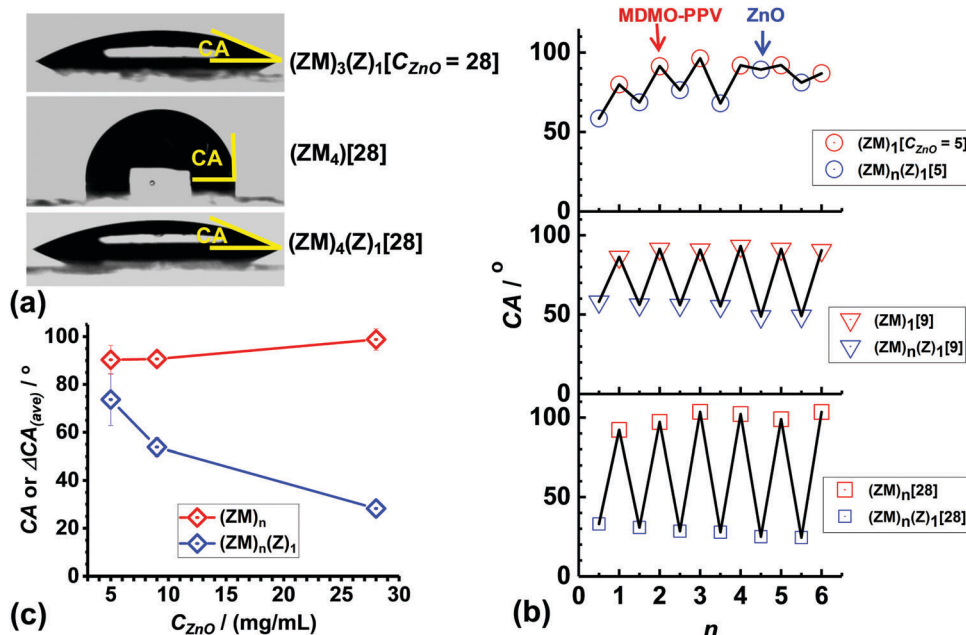 CA
(ZM)3(Z)1[CZnO = 28]
CA
(ZM4)[28]
CA
(ZM)4(Z)1[28]
(a)
CA or ΔCA(ave) / °
100
80
60
40
20
0
(ZM)n
(ZM)n(Z)1
5 10 15 20 25 30
CZnO / (mg/mL)
(c)
MDMO-PPV
ZnO
CA / °
100
50
0
(ZM)1[CZnO = 5]
(ZM)n(Z)1[5]
100
50
0
(ZM)1[9]
(ZM)n(Z)1[9]
100
50
0
(ZM)n[28]
(ZM)n(Z)1[28]
0 1 2 3 4 5 6
(b)
n